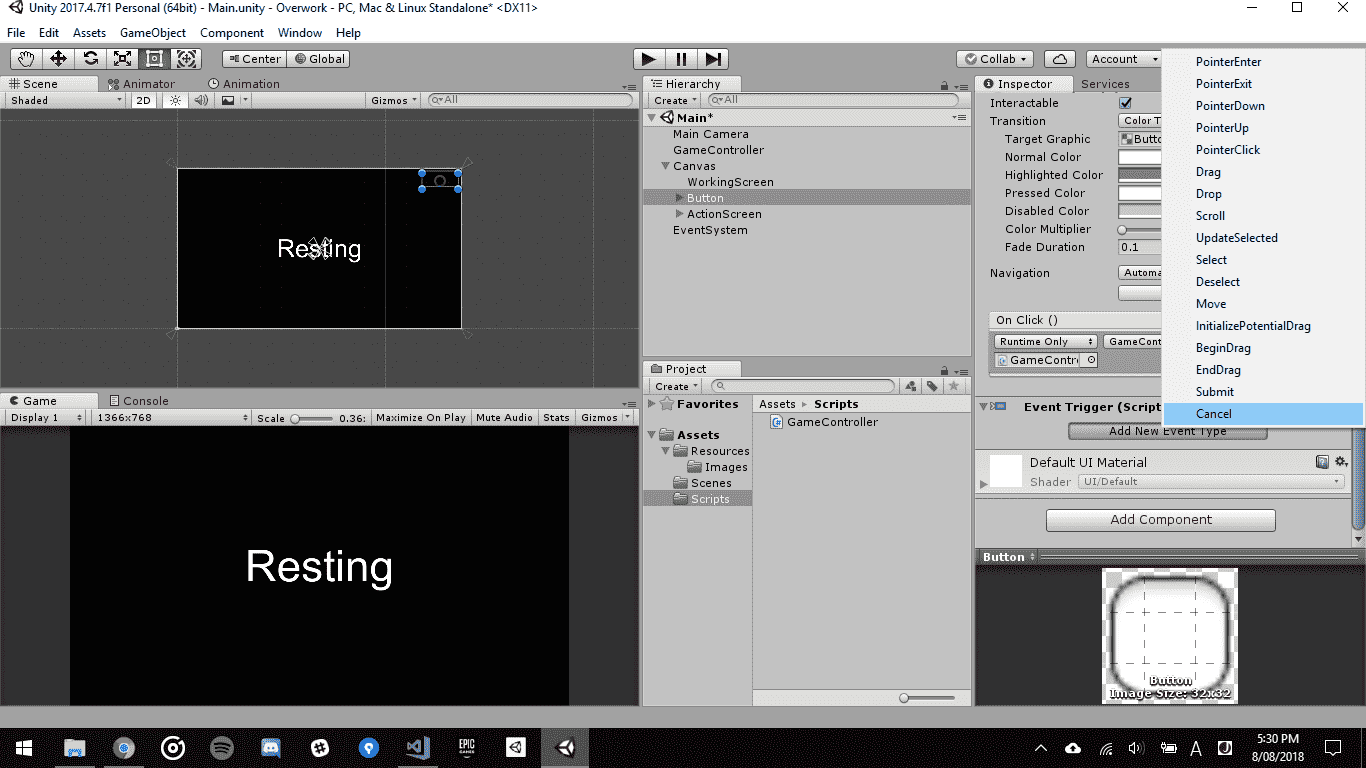 Unity 2017.4.7f1 Personal (64bit) - Main.unity - Overwork - PC, Mac & Linux Standalone* <DX11>
File Edit Assets GameObject Component Window Help
Center Global
Collab Account
Scene Animator Animation
Shaded 2D Gizmos All
Resting
Game Console
Display 1 1366x768 Scale 0.36: Maximize On Play Mute Audio Stats Gizmos
Resting
Hierarchy
Create All
Main*
Main Camera
GameController
Canvas
WorkingScreen
Button
ActionScreen
EventSystem
Project
Create
Favorites
Assets
Resources
Images
Scenes
Scripts
Assets Scripts
GameController
Inspector Services
Interactable
Transition Color T
Target Graphic Butto
Normal Color
Highlighted Color
Pressed Color
Disabled Color
Color Multiplier
Fade Duration 0.1
Navigation Automa
On Click ()
Runtime Only GameCont
GameContro
Event Trigger (Script
Add New Event Type
Default UI Material
Shader UI/Default
Add Component
Button
Button
Image Size: 32x32
PointerEnter
PointerExit
PointerDown
PointerUp
PointerClick
Drag
Drop
Scroll
UpdateSelected
Select
Deselect
Move
InitializePotentialDrag
BeginDrag
EndDrag
Submit
Cancel
EPIC
GAMES
A
5:30 PM
8/08/2018